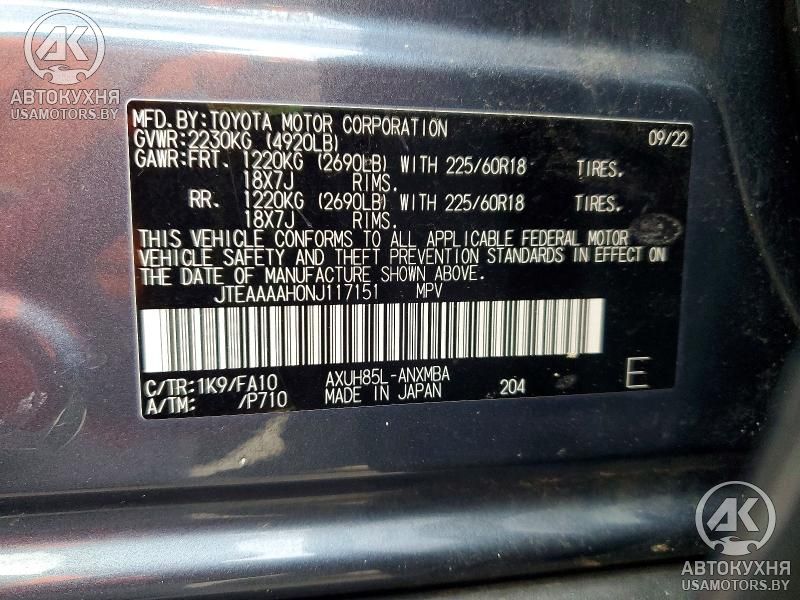 AK
АВТОКУХНЯ
USAMOTORS.BY
MFD.BY:TOYOTA MOTOR CORPORATION 09/22
GVWR:2230KG (4920LB)
GAWR:FRT. 1220KG (2690LB) WITH 225/60R18 TIRES.
18X7J RIMS.
RR. 1220KG (2690LB) WITH 225/60R18 TIRES.
18X7J RIMS.
THIS VEHICLE CONFORMS TO ALL APPLICABLE FEDERAL MOTOR
VEHICLE SAFETY AND THEFT PREVENTION STANDARDS IN EFFECT ON
THE DATE OF MANUFACTURE SHOWN ABOVE.
JTEAAAAH0NJ117151 MPV
C/TR:1K9/FA10 AXUH85L-ANXMBA 204 E
A/TM: /P710 MADE IN JAPAN
AK
АВТОКУХНЯ
USAMOTORS.BY